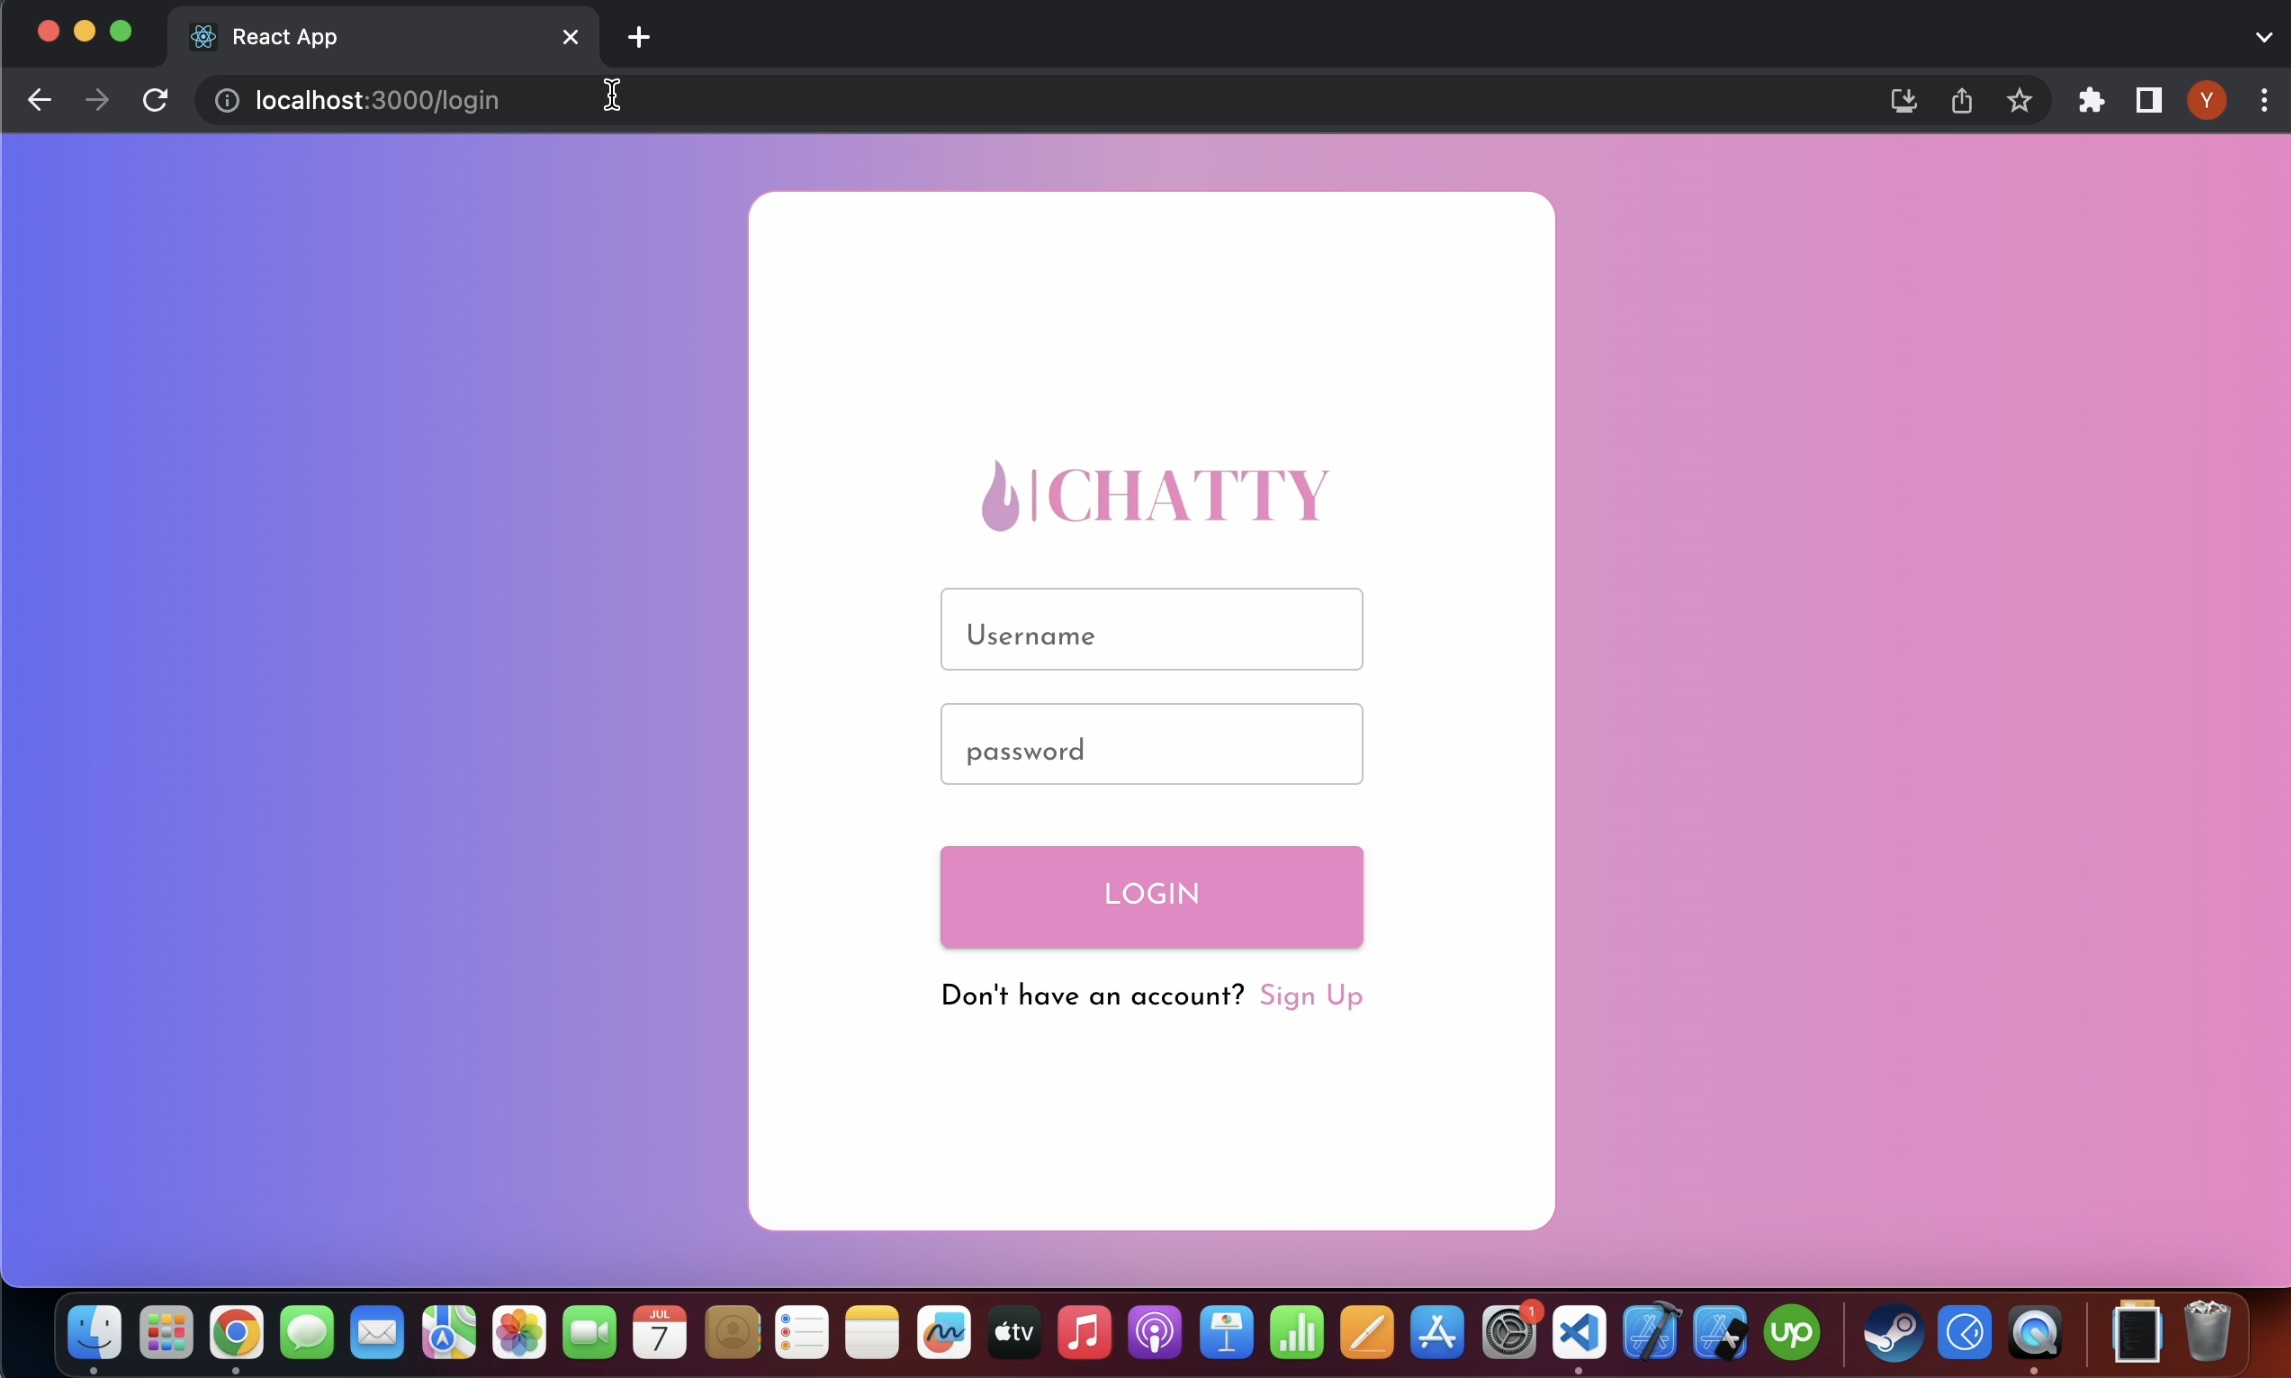 React App
localhost:3000/login
Y
CHATTY
Username
password
LOGIN
Don't have an account? Sign Up
JUL
7
tv
1
up